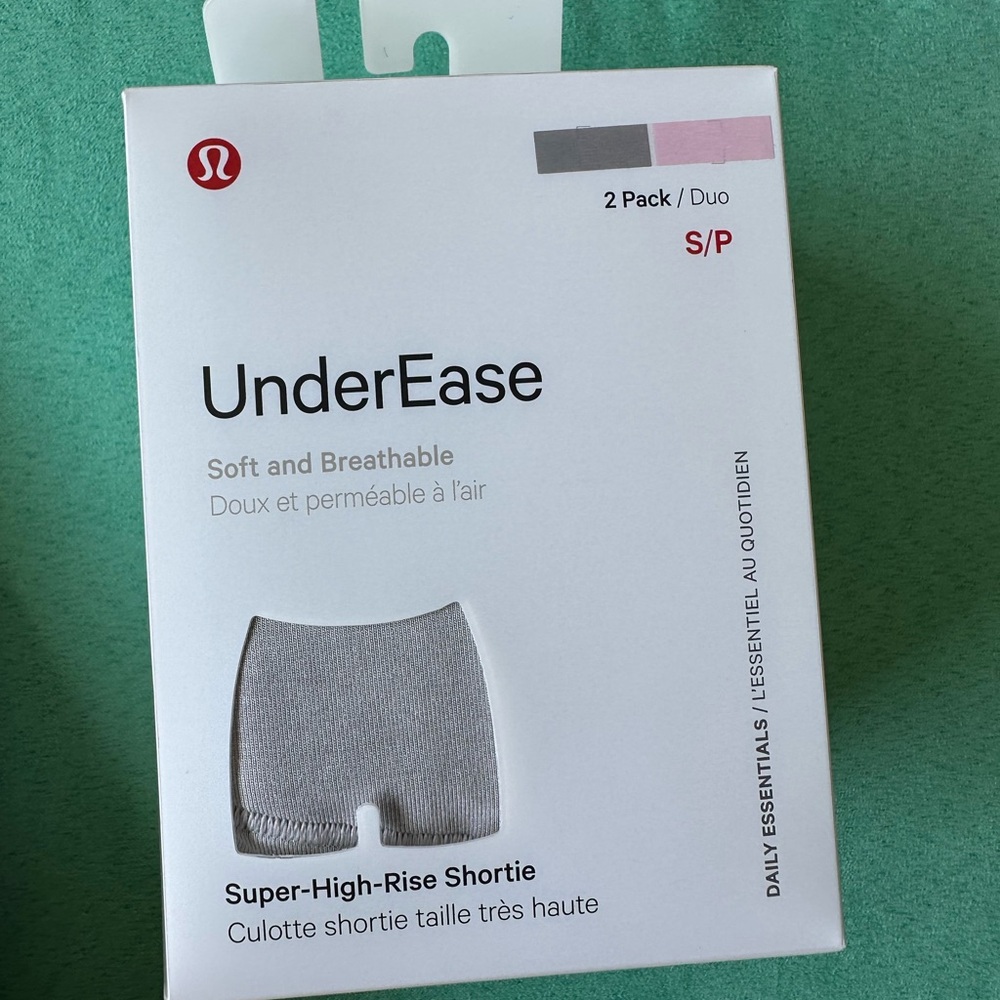 2 Pack / Duo
S/P
UnderEase
Soft and Breathable
Doux et perméable à l'air
DAILY ESSENTIALS / L'ESSENTIEL AU QUOTIDIEN
Super-High-Rise Shortie
Culotte shortie taille très haute